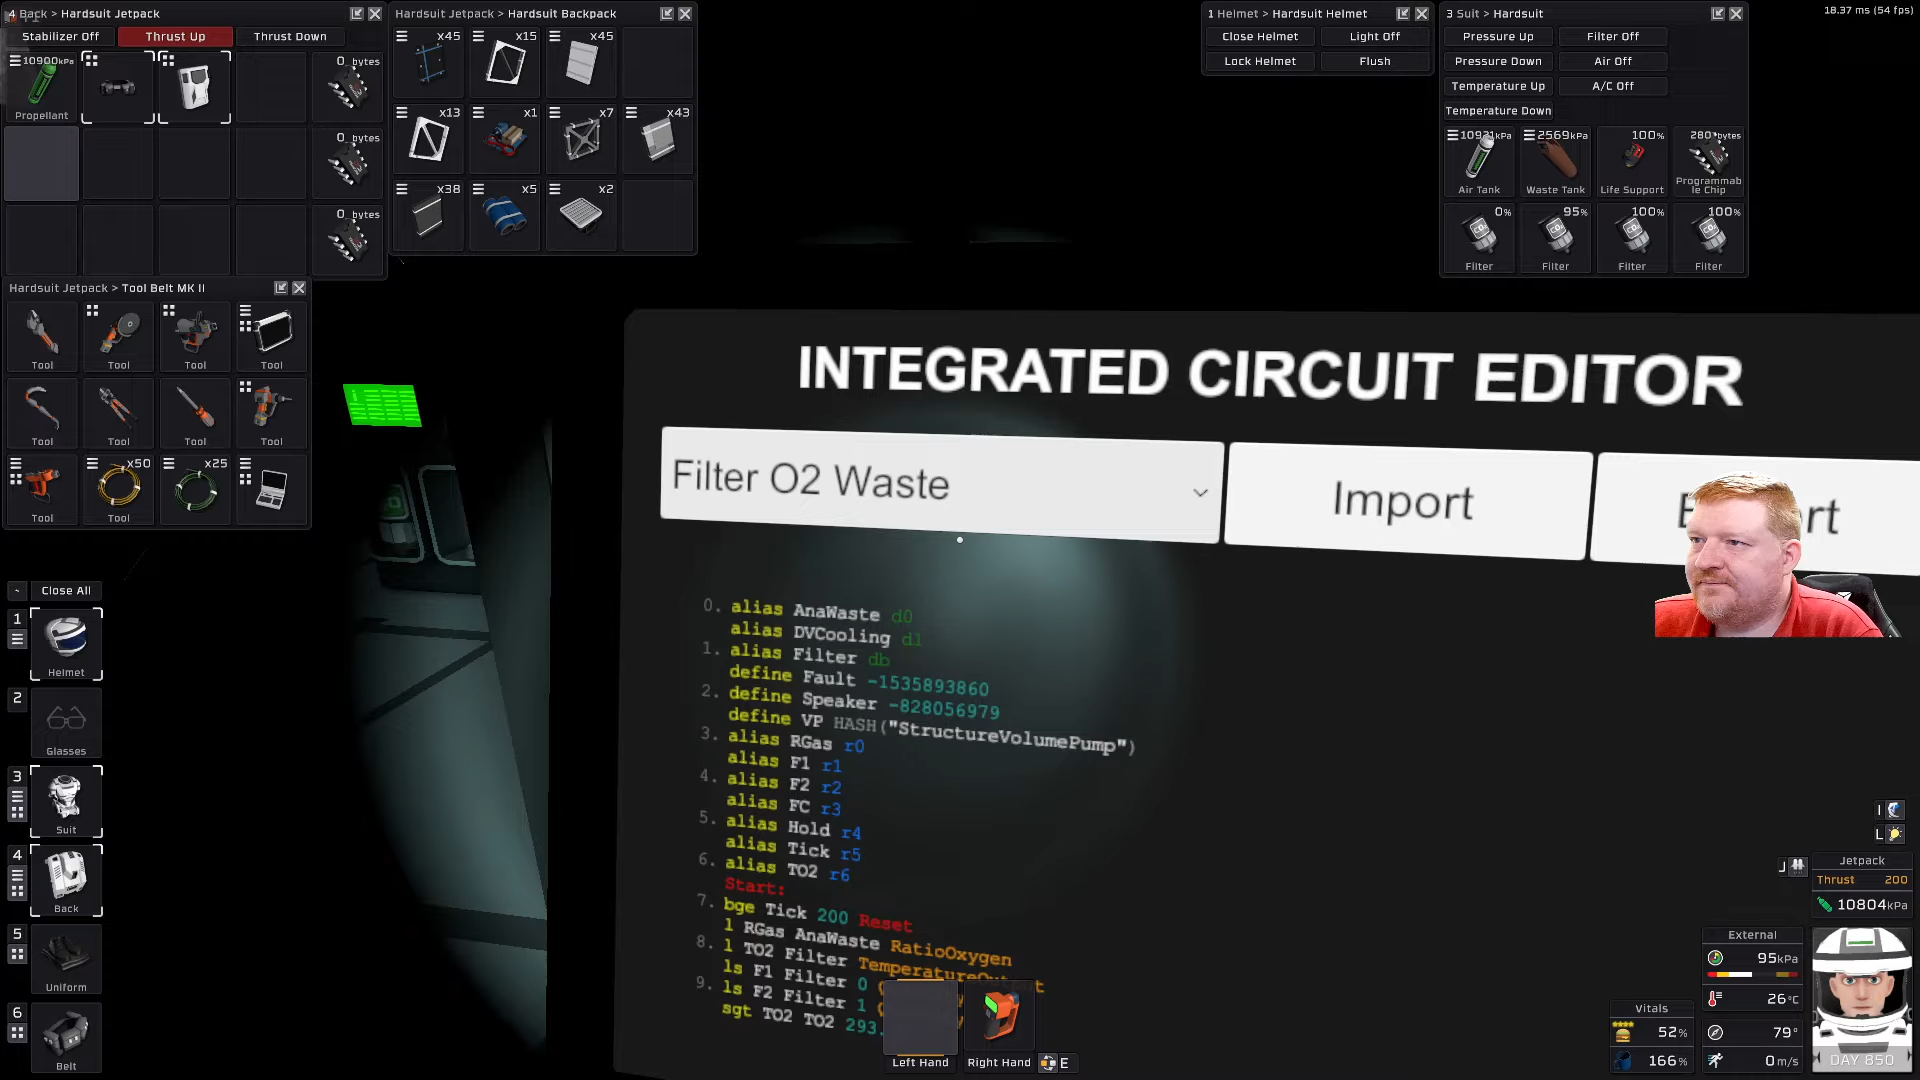 4 Back > Hardsuit Jetpack
Stabilizer Off
Thrust Up
Thrust Down
10900kPa
Propellant
0 bytes
0 bytes
0 bytes
Hardsuit Jetpack > Hardsuit Backpack
x45
x15
x45
x13
x1
x7
x43
x38
x5
x2
1 Helmet > Hardsuit Helmet
Close Helmet
Light Off
Lock Helmet
Flush
3 Suit > Hardsuit
18.37 ms (54 fps)
Pressure Up
Filter Off
Pressure Down
Air Off
Temperature Up
A/C Off
Temperature Down
Air Tank
2569kPa
Waste Tank
100%
Life Support
Programmab
le Chip
0%
Filter
95%
Filter
100%
Filter
100%
Filter
Hardsuit Jetpack > Tool Belt MK II
Tool
Tool
Tool
Tool
Tool
Tool
Tool
Tool
Tool
x50
Tool
x25
INTEGRATED CIRCUIT EDITOR
Filter O2 Waste
Import
0. alias AnaWaste d0
alias DVCooling d1
1. alias Filter db
define Fault -1535893860
2. define Speaker -828056979
define VP HASH("StructureVolumePump")
3. alias RGas r0
alias F1 r1
4. alias F2 r2
alias FC r3
5. alias Hold r4
alias Tick r5
6. alias TO2 r6
Start:
7. bge Tick 200 Reset
l RGas AnaWaste RatioOxygen
8. l TO2 Filter
ls F1 Filter 0
9. ls F2 Filter 1
sgt TO2 TO2 293.
~
Close All
1
Helmet
2
Glasses
3
Suit
4
Back
5
Uniform
6
Belt
Left Hand
Right Hand
E
I
L
J
Jetpack
Thrust 200
10804kPa
External
95kPa
26°C
79°
0m/s
Vitals
52%
166%
DAY 850